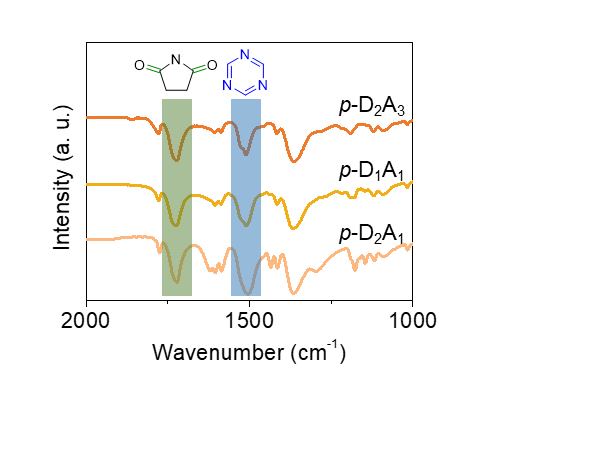 N
O O
N
N N
p-D₂A₃
p-D₁A₁
p-D₂A₁
Intensity (a. u.)
2000 1500 1000
Wavenumber (cm⁻¹)